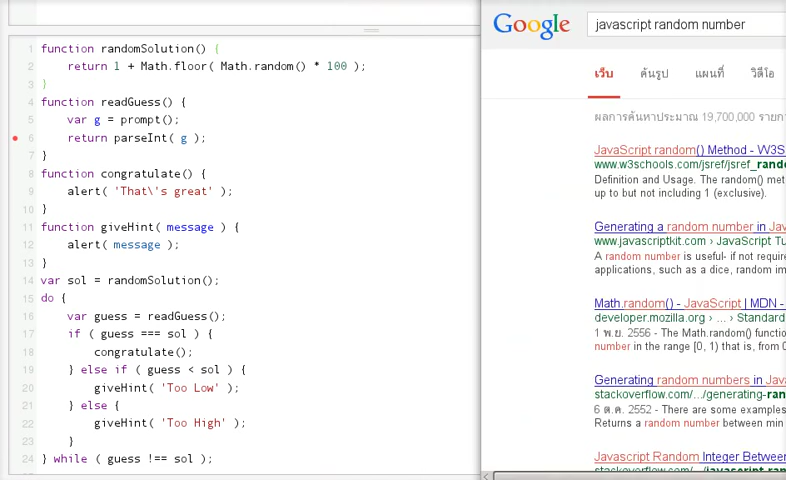 1 function randomSolution() {
2 return 1 + Math.floor( Math.random() * 100 );
3 }
4 function readGuess() {
5 var g = prompt();
6 return parseInt( g );
7 }
8 function congratulate() {
9 alert( 'That\'s great' );
10 }
11 function giveHint( message ) {
12 alert( message );
13 }
14 var sol = randomSolution();
15 do {
16 var guess = readGuess();
17 if ( guess === sol ) {
18 congratulate();
19 } else if ( guess < sol ) {
20 giveHint( 'Too Low' );
21 } else {
22 giveHint( 'Too High' );
23 }
24 } while ( guess !== sol );
Google
javascript random number
เว็บ ค้นรูป แผนที่ วิดีโอ
ผลการค้นหาประมาณ 19,700,000 รายกา
JavaScript random() Method - W3S
www.w3schools.com/jsref/jsref_rando
Definition and Usage. The random() met
up to but not including 1 (exclusive).
Generating a random number in Jav
www.javascriptkit.com › JavaScript Tu
A random number is useful- if not require
applications, such as a dice, random im
Math.random() - JavaScript | MDN -
developer.mozilla.org › ... › Standard
1 พ.ย. 2556 - The Math.random() functio
number in the range [0, 1) that is, from 0
Generating random numbers in Java
stackoverflow.com/.../generating-ran
6 ต.ค. 2552 - There are some examples
Returns a random number between min
Javascript Random Integer Between
stackoverflow.com/.../javascript-ran